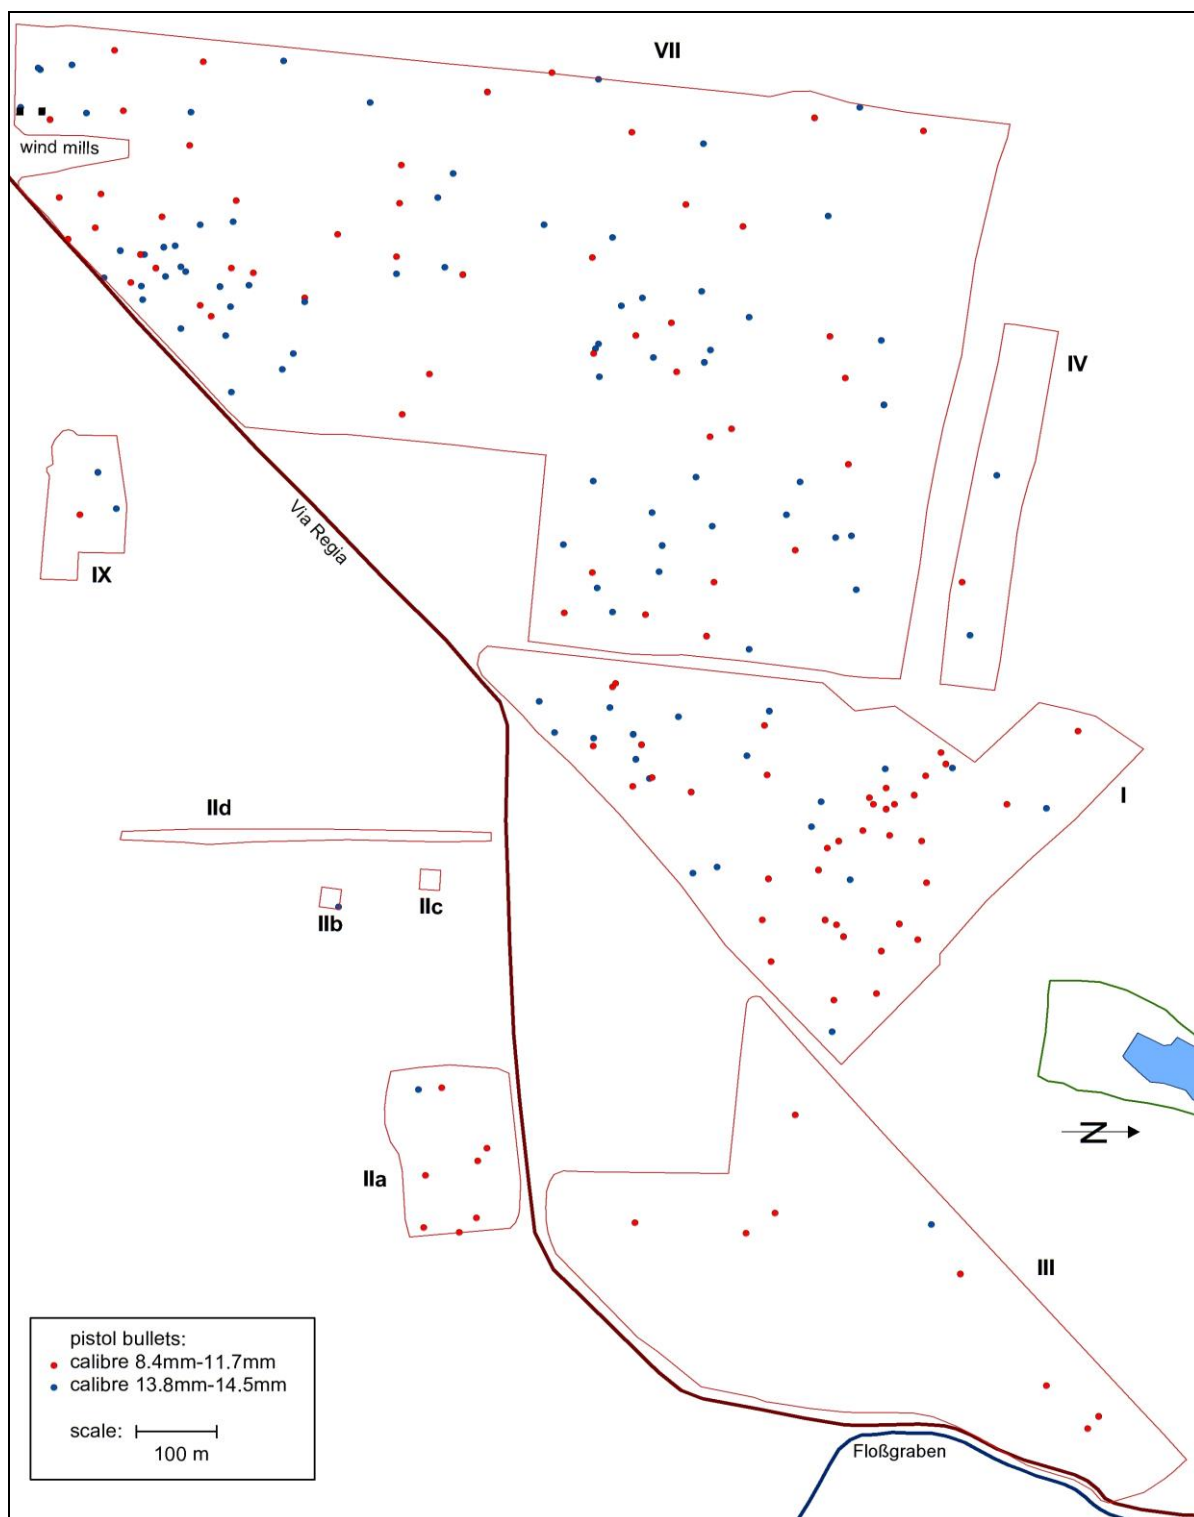 VII
wind mills
IV
Via Regia
IX
I
IId
IIb
IIc
N
IIa
III
pistol bullets:
calibre 8.4mm-11.7mm
calibre 13.8mm-14.5mm
scale:
100 m
Floßgraben